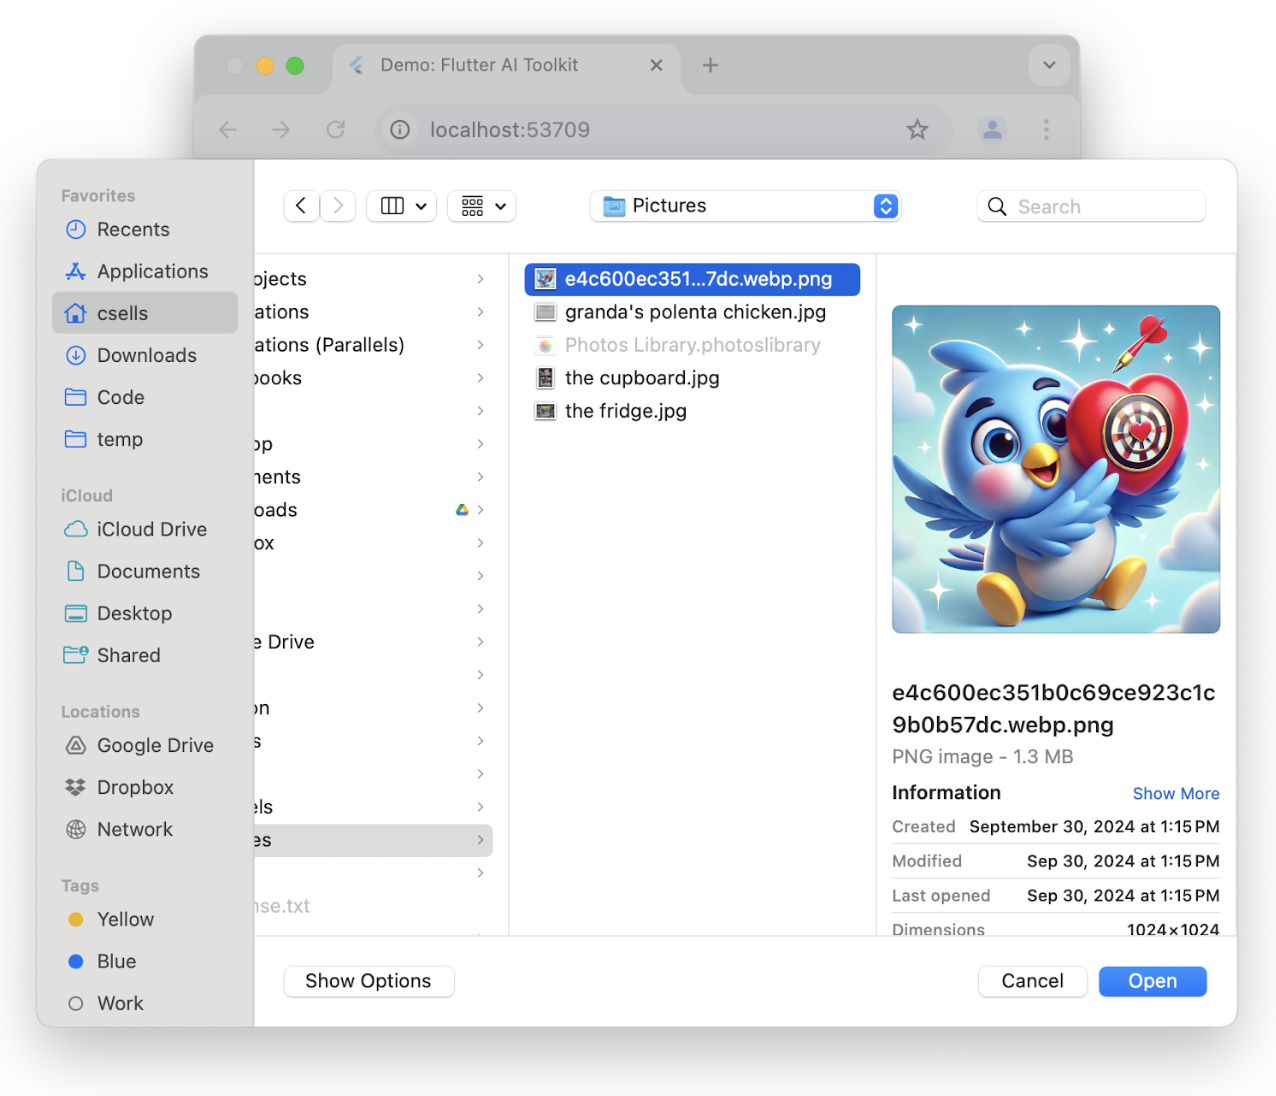 Demo: Flutter AI Toolkit
localhost:53709
Favorites
Recents
Applications
csells
Downloads
Code
temp
iCloud
iCloud Drive
Documents
Desktop
Shared
Locations
Google Drive
Dropbox
Network
Tags
Yellow
Blue
Work
Pictures
Search
ojects
ations
ations (Parallels)
ooks
op
nents
oads
ox
e Drive
on
s
els
es
nse.txt
e4c600ec351...7dc.webp.png
granda's polenta chicken.jpg
Photos Library.photoslibrary
the cupboard.jpg
the fridge.jpg
e4c600ec351b0c69ce923c1c
9b0b57dc.webp.png
PNG image - 1.3 MB
Information Show More
Created September 30, 2024 at 1:15 PM
Modified Sep 30, 2024 at 1:15 PM
Last opened Sep 30, 2024 at 1:15 PM
Dimensions 1024×1024
Show Options
Cancel
Open